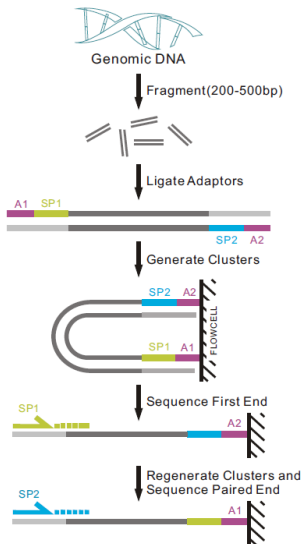 Genomic DNA
Fragment(200-500bp)
Ligate Adaptors
A1 SP1
SP2 A2
Generate Clusters
SP2 A2
SP1 A1
FLOWCELL
Sequence First End
SP1
A2
Regenerate Clusters and
Sequence Paired End
SP2
A1